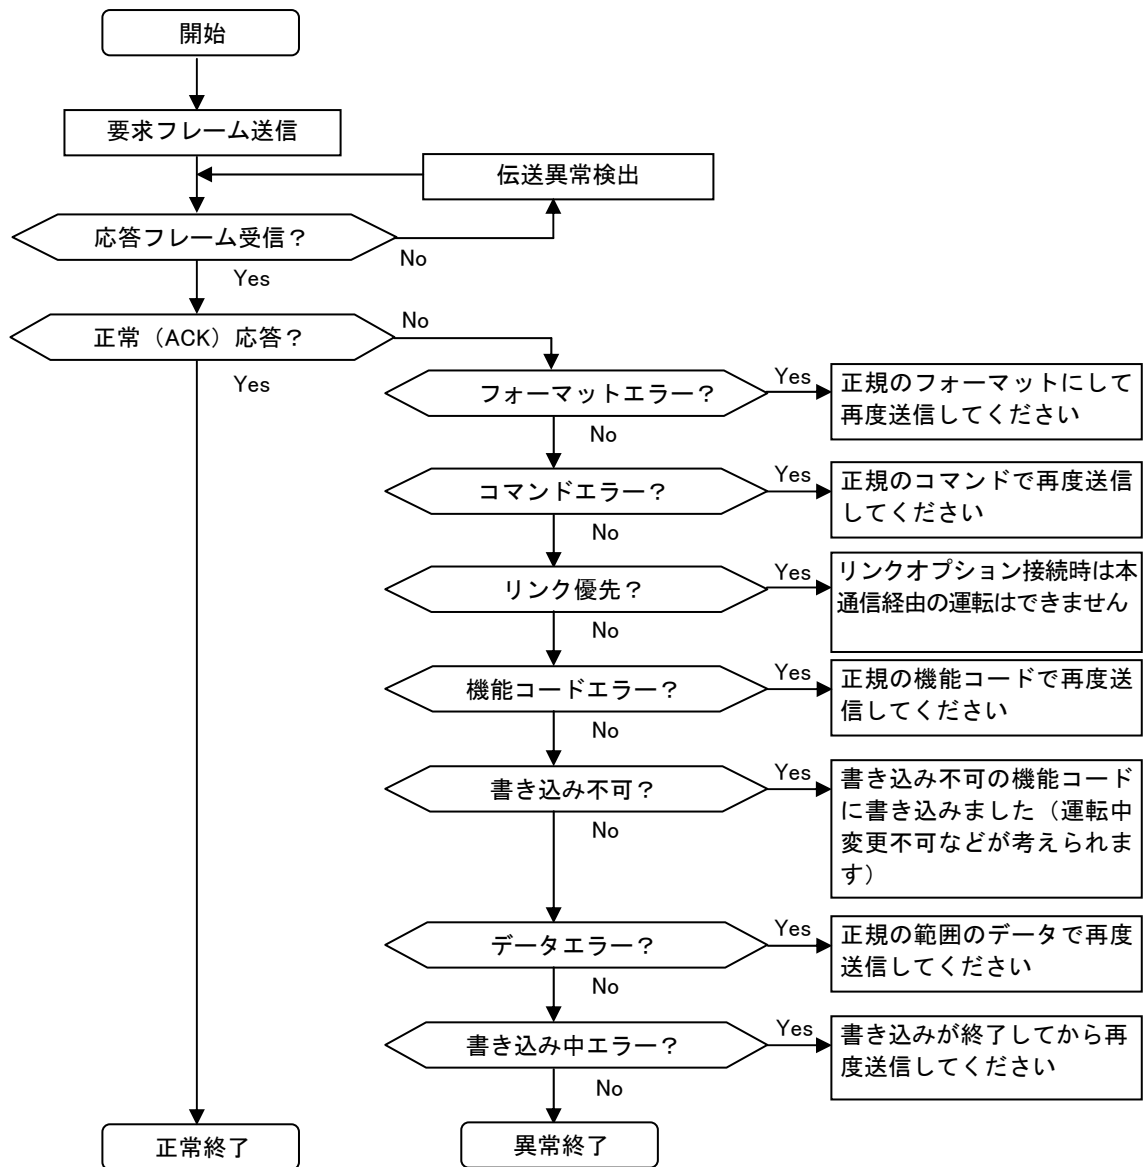 開始
要求フレーム送信
伝送異常検出
応答フレーム受信？
No
Yes
正常（ACK）応答？
No
Yes
フォーマットエラー？
Yes
正規のフォーマットにして
再度送信してください
No
コマンドエラー？
Yes
正規のコマンドで再度送信
してください
No
リンク優先？
Yes
リンクオプション接続時は本
通信経由の運転はできません
No
機能コードエラー？
Yes
正規の機能コードで再度送
信してください
No
書き込み不可？
Yes
書き込み不可の機能コード
に書き込みました（運転中
変更不可などが考えられま
す）
No
データエラー？
Yes
正規の範囲のデータで再度
送信してください
No
書き込み中エラー？
Yes
書き込みが終了してから再
度送信してください
No
正常終了
異常終了